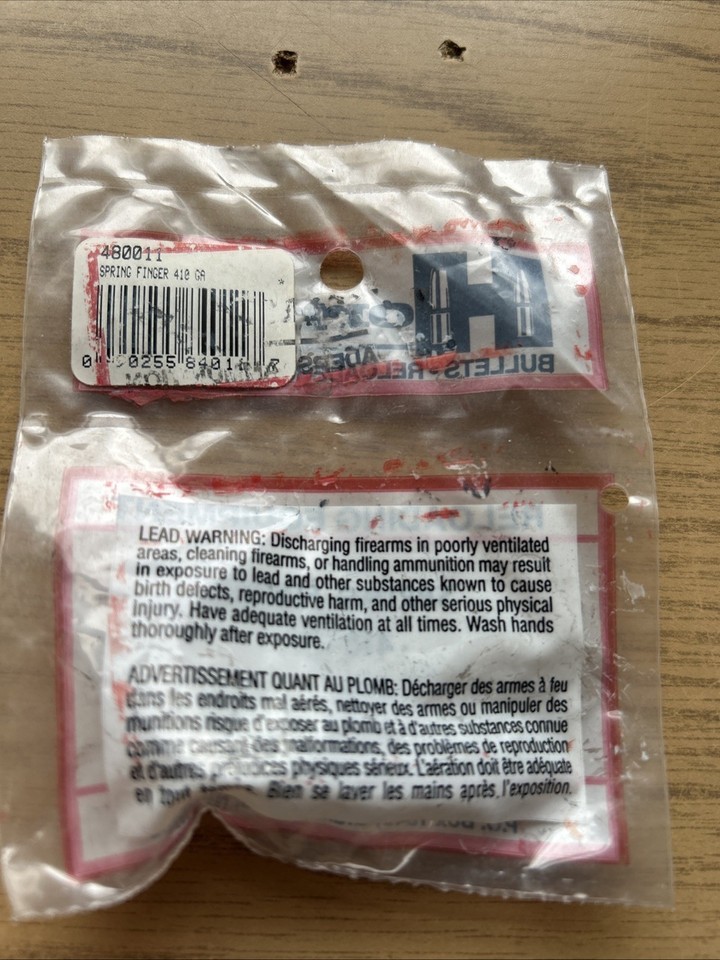 480011
SPRING FINGER 410 GA
BULLETS • REL
LEAD WARNING: Discharging firearms in poorly ventilated
areas, cleaning firearms, or handling ammunition may result
in exposure to lead and other substances known to cause
birth defects, reproductive harm, and other serious physical
injury. Have adequate ventilation at all times. Wash hands
thoroughly after exposure.
ADVERTISSEMENT QUANT AU PLOMB: Décharger des armes à feu
dans les endroits mal aérés, nettoyer des armes ou manipuler des
munitions risque d'exposer au plomb et à d'autres substances connue
comme causant des malformations, des problèmes de reproduction
et d'autres préjudices physiques sérieux. L'aération doit être adéquate
en tout Bien se laver les mains après l'exposition.